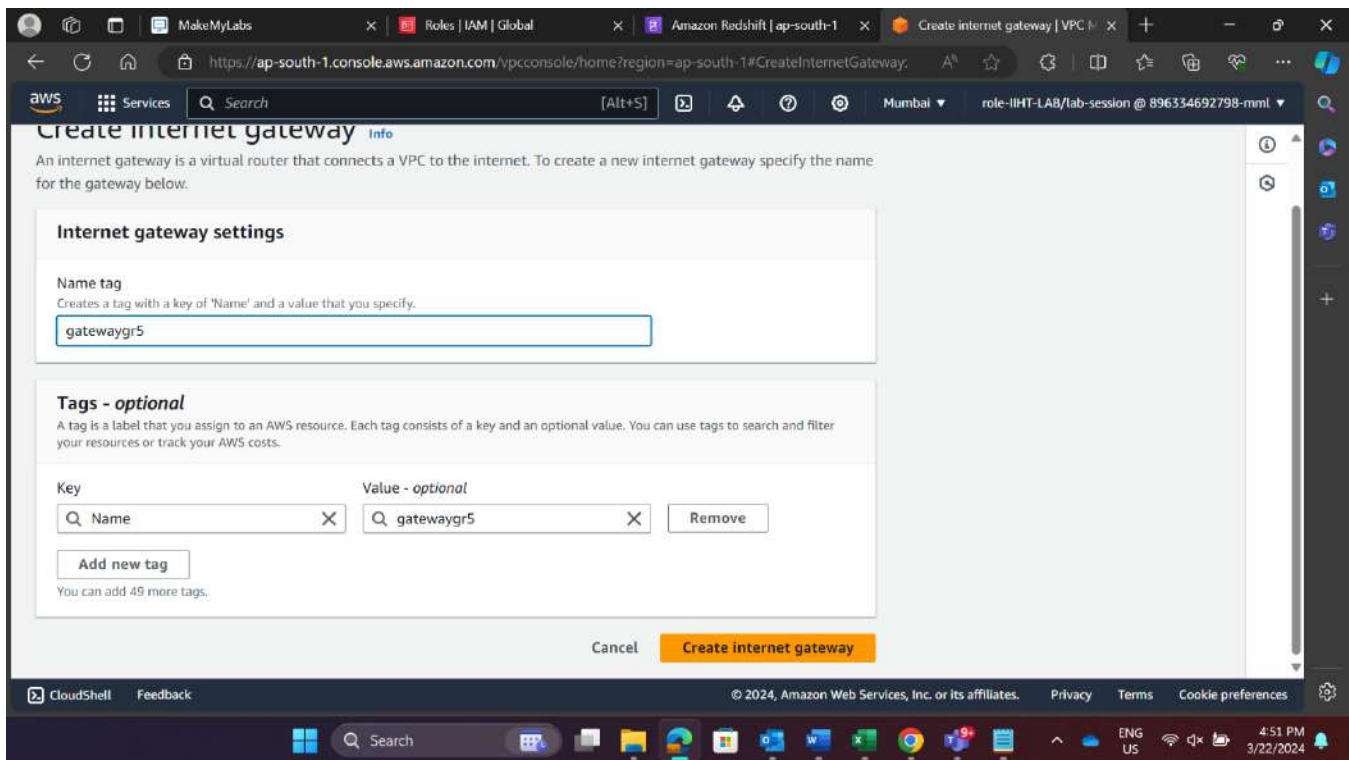 MakeMyLabs
Roles | IAM | Global
Amazon Redshift | ap-south-1
Create internet gateway | VPC M
https://ap-south-1.console.aws.amazon.com/vpcconsole/home?region=ap-south-1#CreateInternetGateway:
aws
Services
Search
[Alt+S]
Mumbai
role-IIHT-LAB/lab-session @ 896334692798-mml
Create internet gateway Info
An internet gateway is a virtual router that connects a VPC to the internet. To create a new internet gateway specify the name
for the gateway below.
Internet gateway settings
Name tag
Creates a tag with a key of 'Name' and a value that you specify.
gatewaygr5
Tags - optional
A tag is a label that you assign to an AWS resource. Each tag consists of a key and an optional value. You can use tags to search and filter
your resources or track your AWS costs.
Key Value - optional
Name gatewaygr5 Remove
Add new tag
You can add 49 more tags.
Cancel Create internet gateway
CloudShell Feedback © 2024, Amazon Web Services, Inc. or its affiliates. Privacy Terms Cookie preferences
Search
9+
ENG
US
4:51 PM
3/22/2024